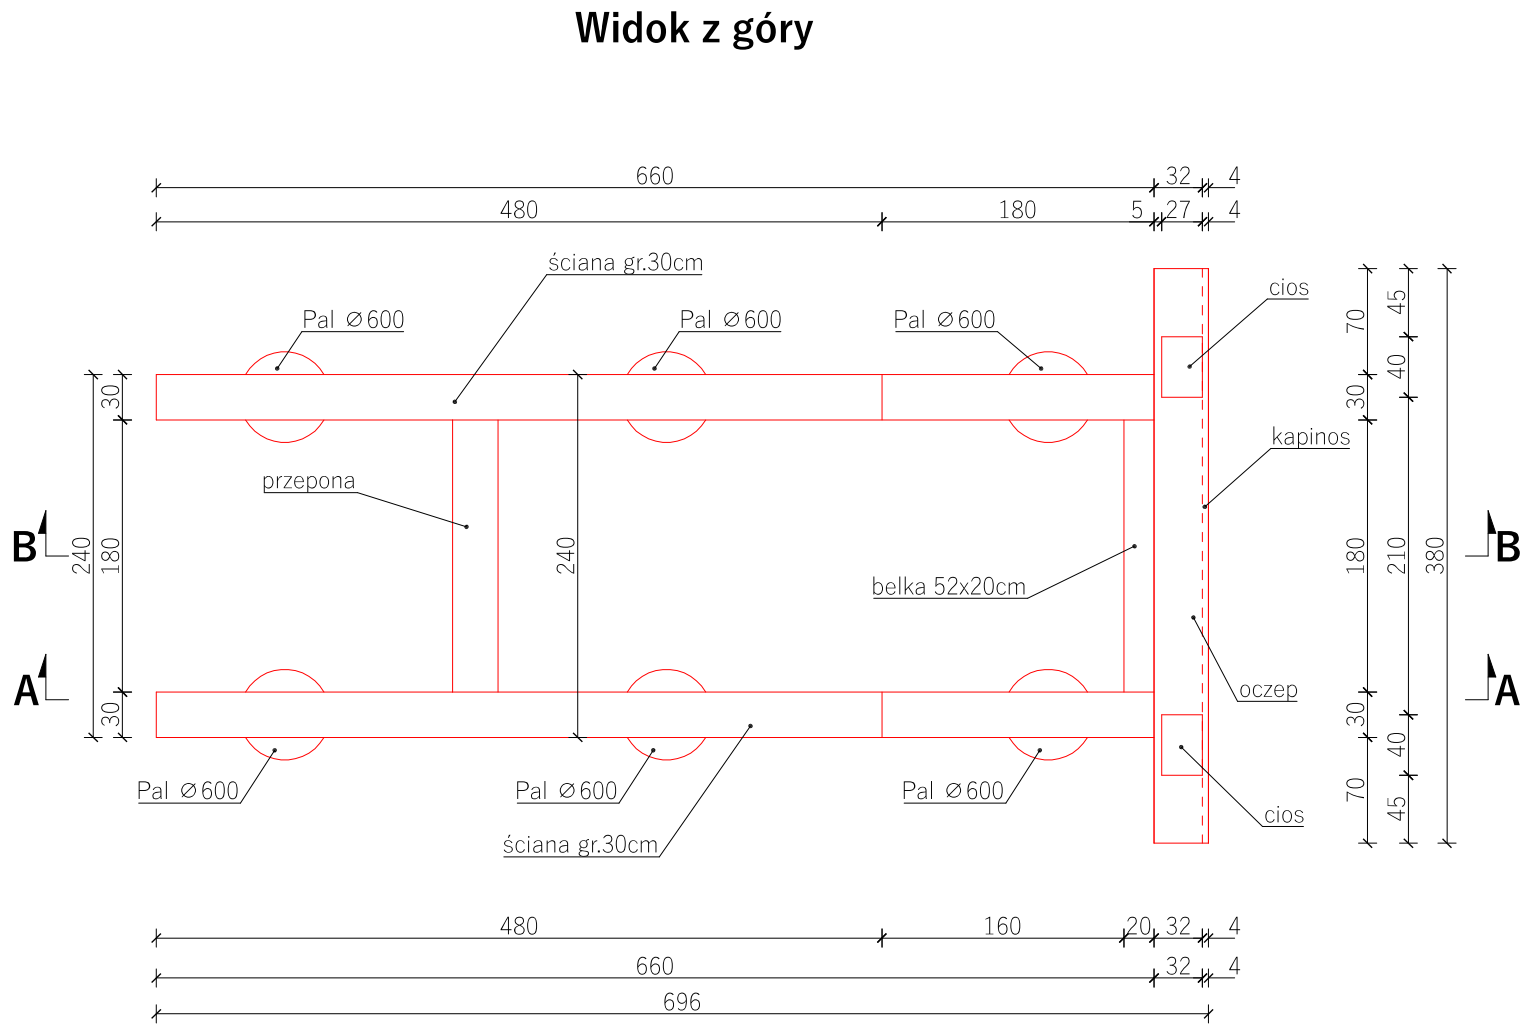 Widok z góry
660 32 4
480 180 5 27 4
ściana gr.30cm
cios
Pal ∅600 Pal ∅600 Pal ∅600
70 45
30 30 40
kapinos
przepona
B B
240 180 240 180 210 380
belka 52x20cm
A A
oczep
30 30 40
Pal ∅600 Pal ∅600 Pal ∅600
70 45
cios
ściana gr.30cm
480 160 20 32 4
660 32 4
696